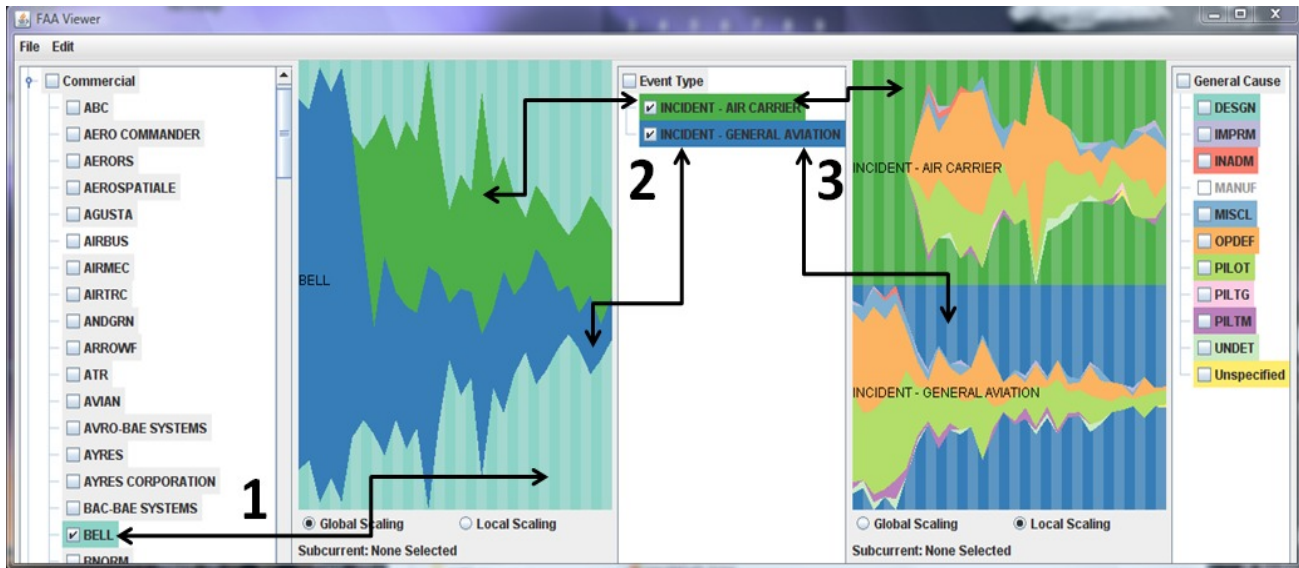 FAA Viewer
File Edit
Commercial
ABC
AERO COMMANDER
AERORS
AEROSPATIALE
AGUSTA
AIRBUS
AIRMEC
AIRTRC
ANDGRN
ARROWF
ATR
AVIAN
AVRO-BAE SYSTEMS
AYRES
AYRES CORPORATION
BAC-BAE SYSTEMS
BELL
BNORM
1
BELL
Global Scaling Local Scaling
Subcurrent: None Selected
Event Type
INCIDENT - AIR CARRIER
INCIDENT - GENERAL AVIATION
2 3
INCIDENT - AIR CARRIER
INCIDENT - GENERAL AVIATION
Global Scaling Local Scaling
Subcurrent: None Selected
General Cause
DESGN
IMPRM
INADM
MANUF
MISCL
OPDEF
PILOT
PILTG
PILTM
UNDET
Unspecified